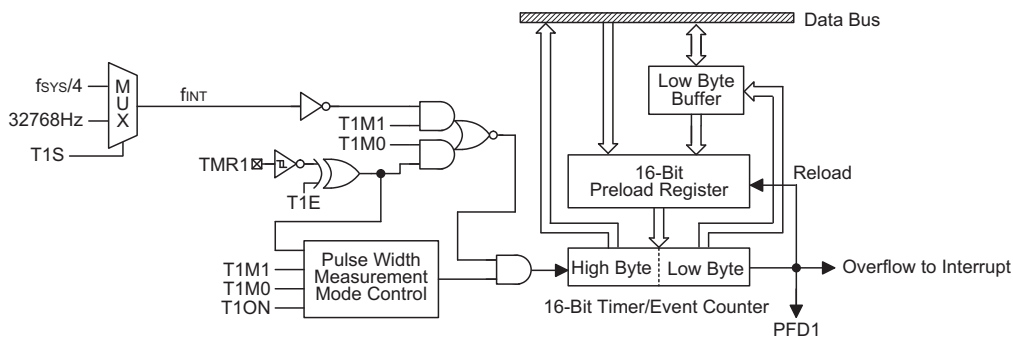 Data Bus
fSYS/4
32768Hz
T1S
MUX
fINT
T1M1
T1M0
TMR1
T1E
Low Byte
Buffer
16-Bit
Preload Register
Reload
T1M1
T1M0
T1ON
Pulse Width
Measurement
Mode Control
High Byte
Low Byte
16-Bit Timer/Event Counter
Overflow to Interrupt
PFD1